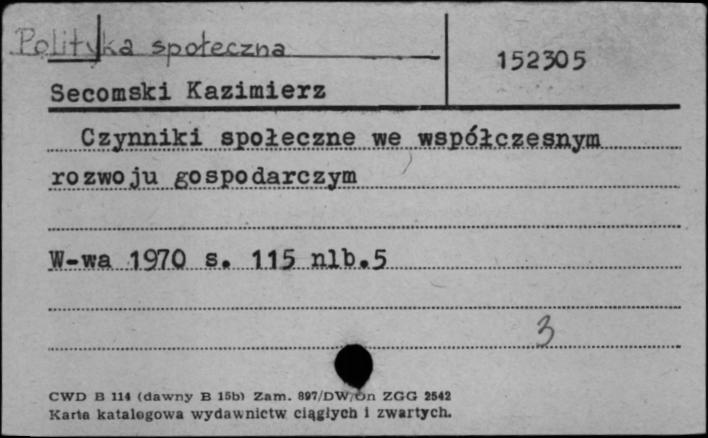 Polityka społeczna
152305
Secomski Kazimierz
Czynniki społeczne we współczesnym
rozwoju gospodarczym
W-wa 1970 s. 115 nlb.5
3
CWD B 114 (dawny B 15b) Zam. 897/DW/Gn ZGG 2542
Karta katalogowa wydawnictw ciągłych i zwartych.